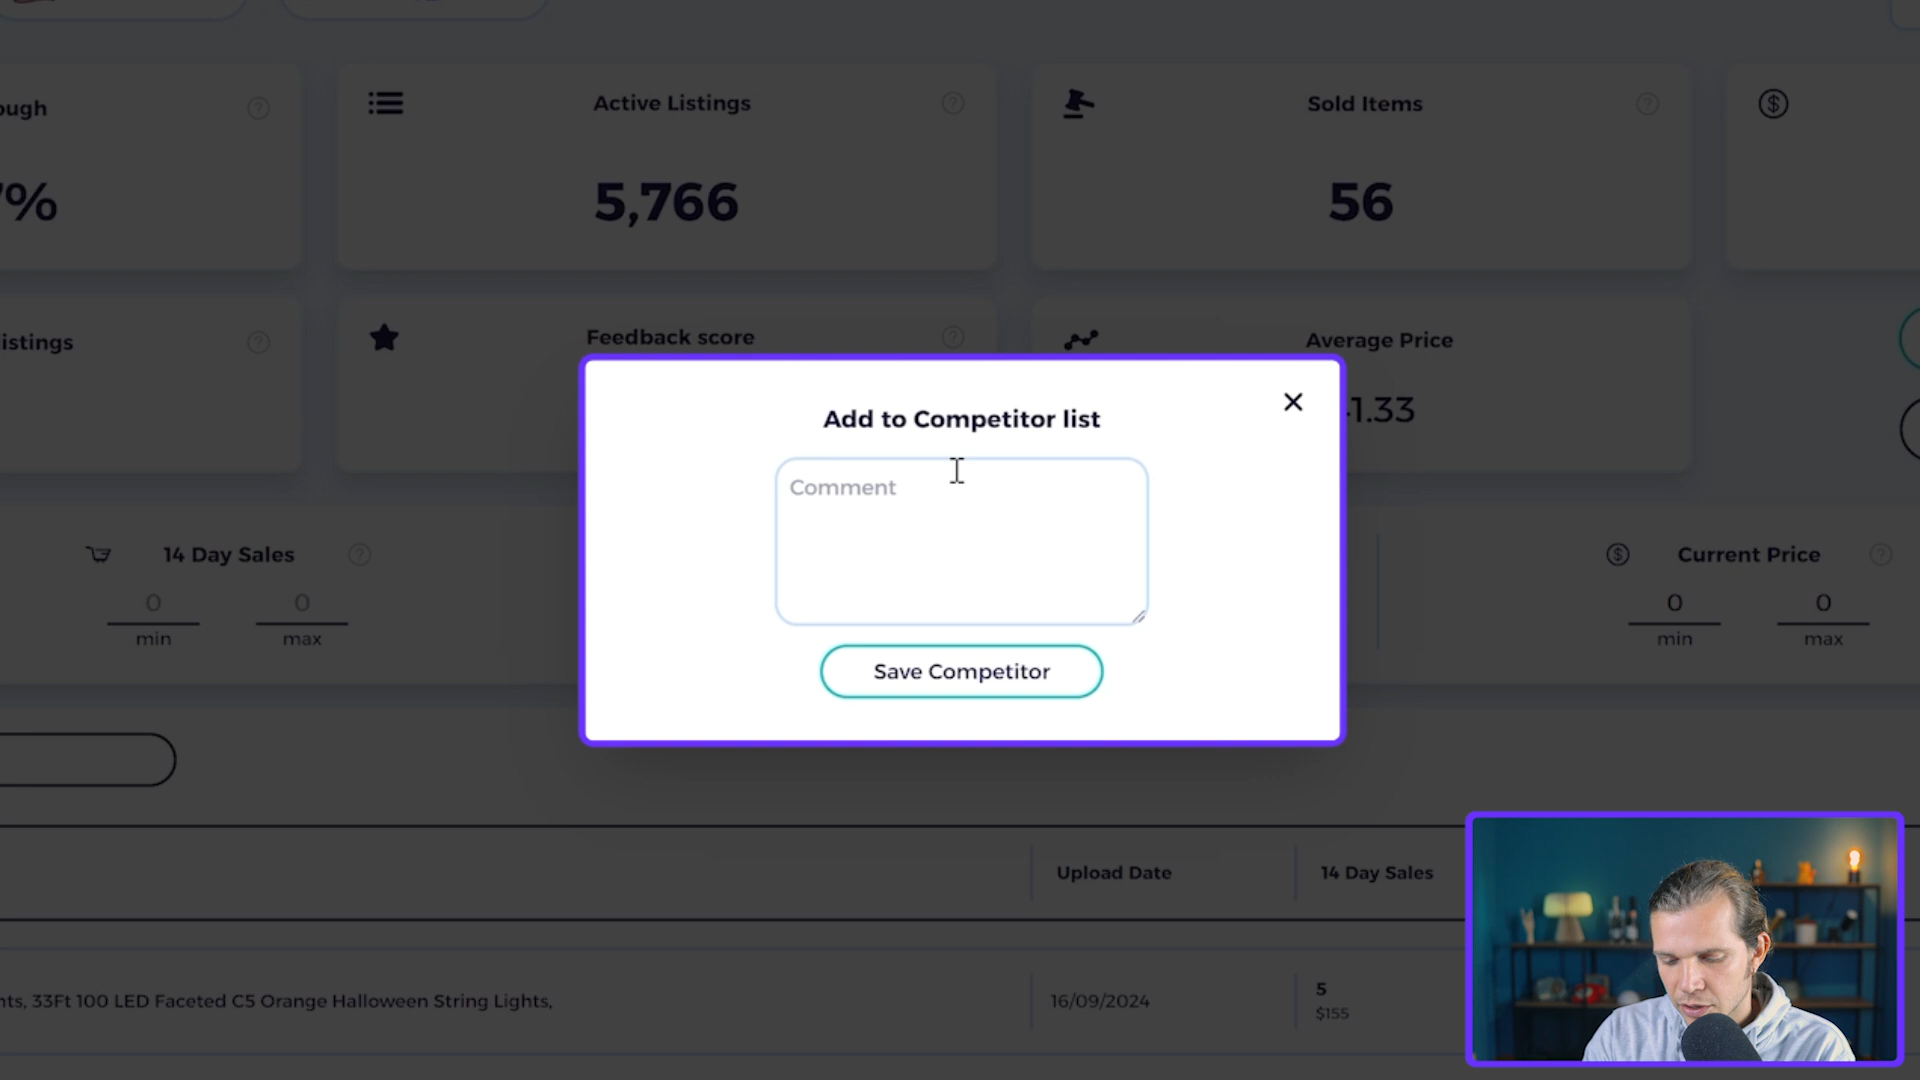 ough
Active Listings
Sold Items
7%
5,766
56
istings
Feedback score
Average Price
1.33
Add to Competitor list
Comment
Save Competitor
14 Day Sales
Current Price
0
0
0
0
min
max
min
max
Upload Date
14 Day Sales
nts, 33Ft 100 LED Faceted C5 Orange Halloween String Lights,
16/09/2024
5
$155